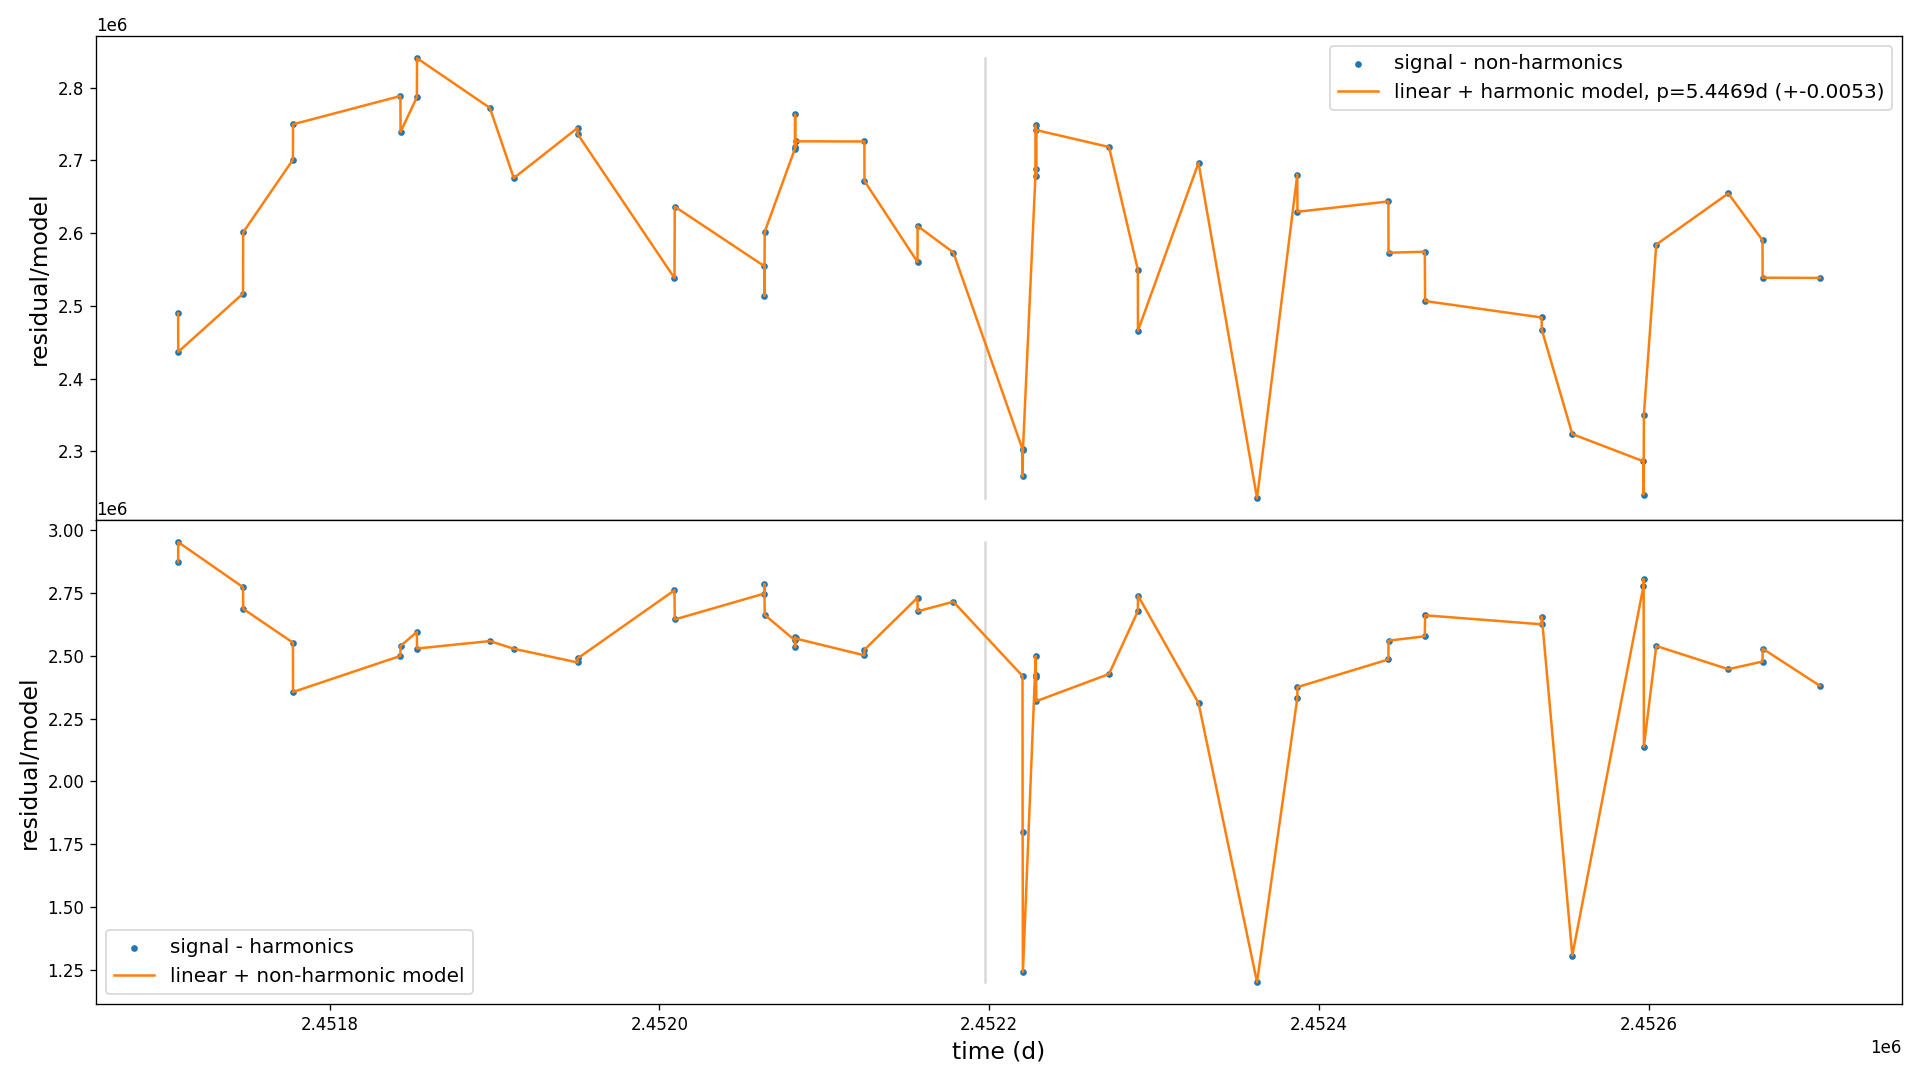 1e6
signal - non-harmonics
linear + harmonic model, p=5.4469d (+-0.0053)
residual/model
2.8
2.7
2.6
2.5
2.4
2.3
1e6
residual/model
3.00
2.75
2.50
2.25
2.00
1.75
1.50
1.25
signal - harmonics
linear + non-harmonic model
2.4518
2.4520
2.4522
2.4524
2.4526
time (d)
1e6